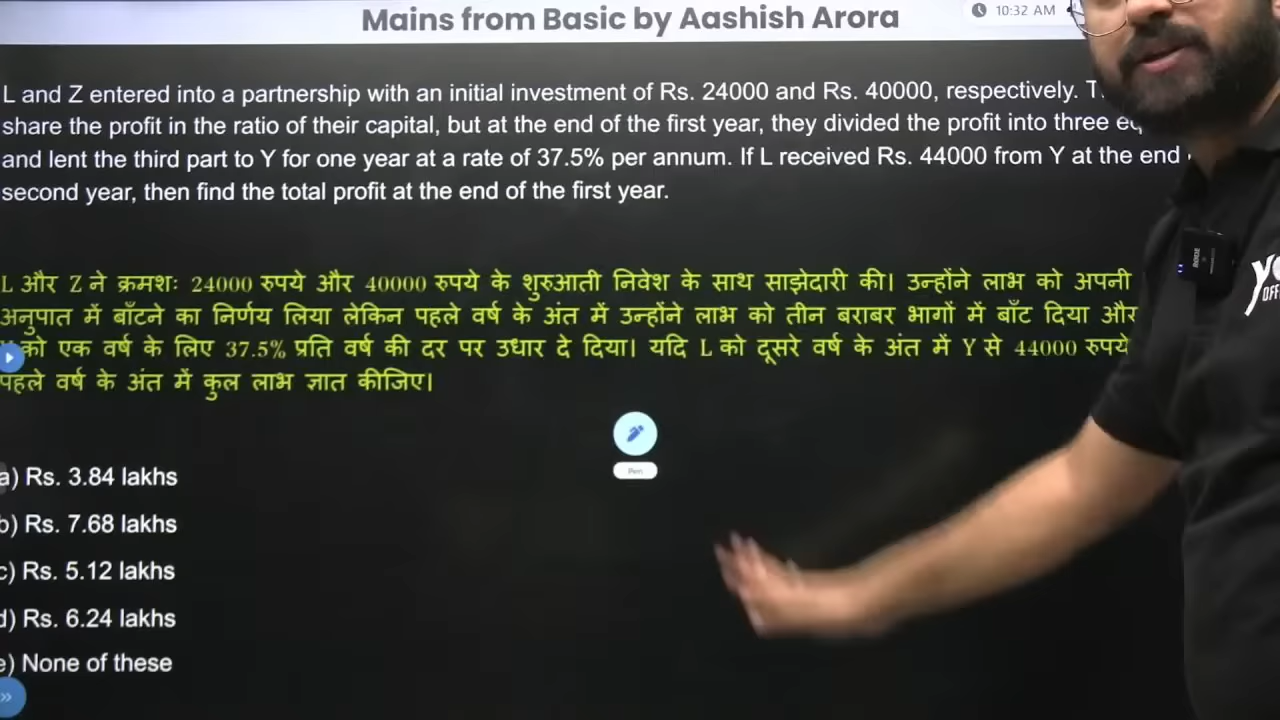 Mains from Basic by Aashish Arora
10:32 AM
L and Z entered into a partnership with an initial investment of Rs. 24000 and Rs. 40000, respectively.
share the profit in the ratio of their capital, but at the end of the first year, they divided the profit into three
and lent the third part to Y for one year at a rate of 37.5% per annum. If L received Rs. 44000 from Y at the end
second year, then find the total profit at the end of the first year.
L और Z ने क्रमशः 24000 रुपये और 40000 रुपये के शुरुआती निवेश के साथ साझेदारी की। उन्होंने लाभ को अपनी
अनुपात में बाँटने का निर्णय लिया लेकिन पहले वर्ष के अंत में उन्होंने लाभ को तीन बराबर भागों में बाँट दिया और
को एक वर्ष के लिए 37.5% प्रति वर्ष की दर पर उधार दे दिया। यदि L को दूसरे वर्ष के अंत में Y से 44000 रुपये
पहले वर्ष के अंत में कुल लाभ ज्ञात कीजिए।
Pen
a) Rs. 3.84 lakhs
b) Rs. 7.68 lakhs
c) Rs. 5.12 lakhs
d) Rs. 6.24 lakhs
e) None of these
RODE
OFF